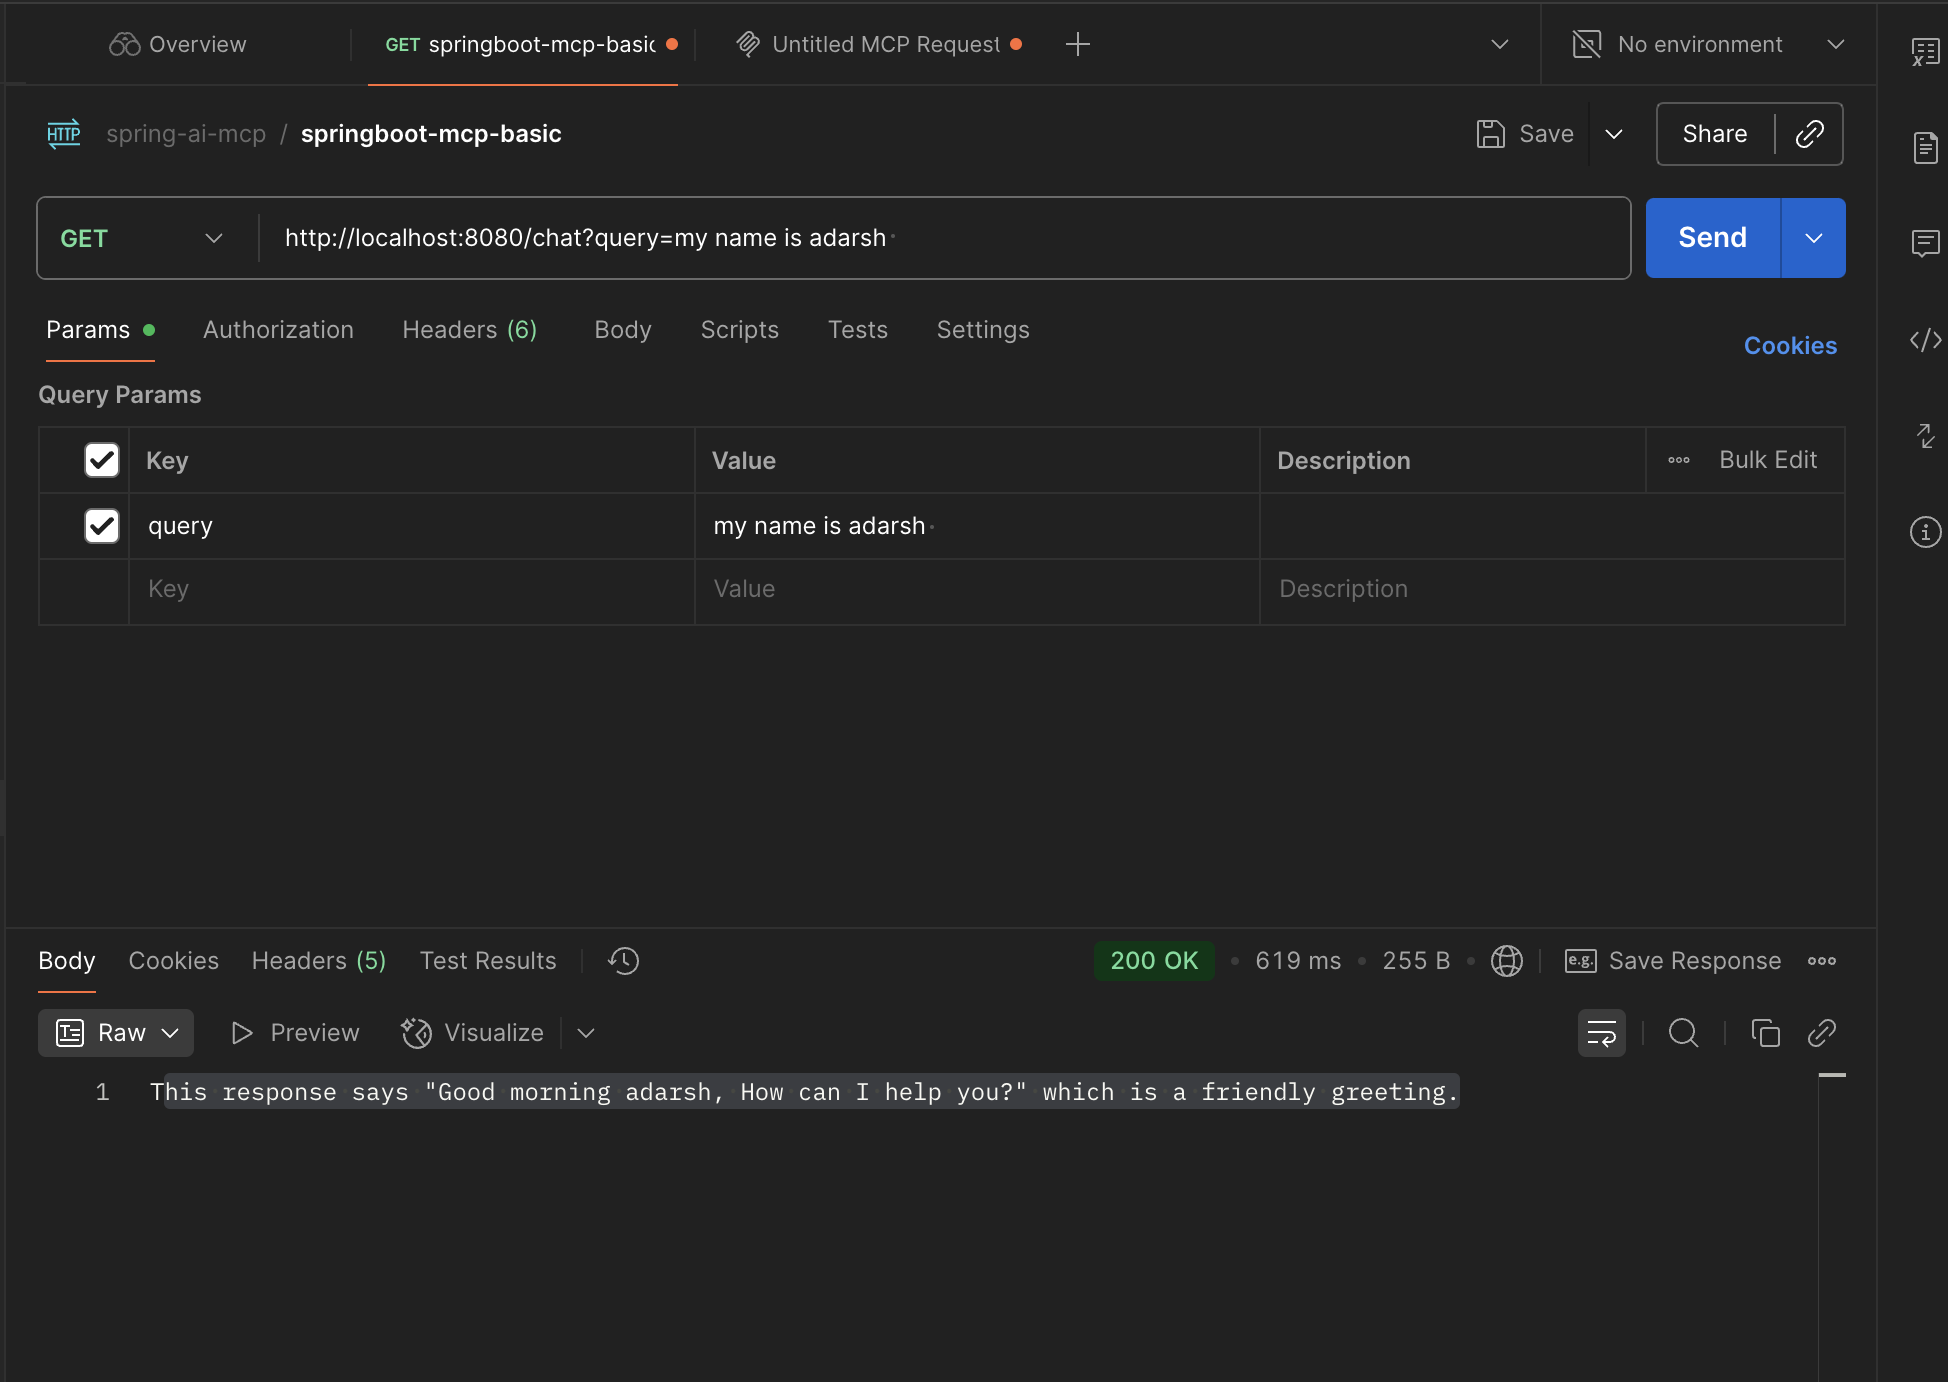 Overview
GET springboot-mcp-basic
Untitled MCP Request
No environment
HTTP spring-ai-mcp / springboot-mcp-basic
Save
Share
GET
http://localhost:8080/chat?query=my name is adarsh
Send
Params
Authorization
Headers (6)
Body
Scripts
Tests
Settings
Cookies
Query Params
Key Value Description Bulk Edit
query my name is adarsh
Key Value Description
Body Cookies Headers (5) Test Results
200 OK • 619 ms • 255 B
e.g. Save Response
Raw Preview Visualize
1 This response says "Good morning adarsh, How can I help you?" which is a friendly greeting.